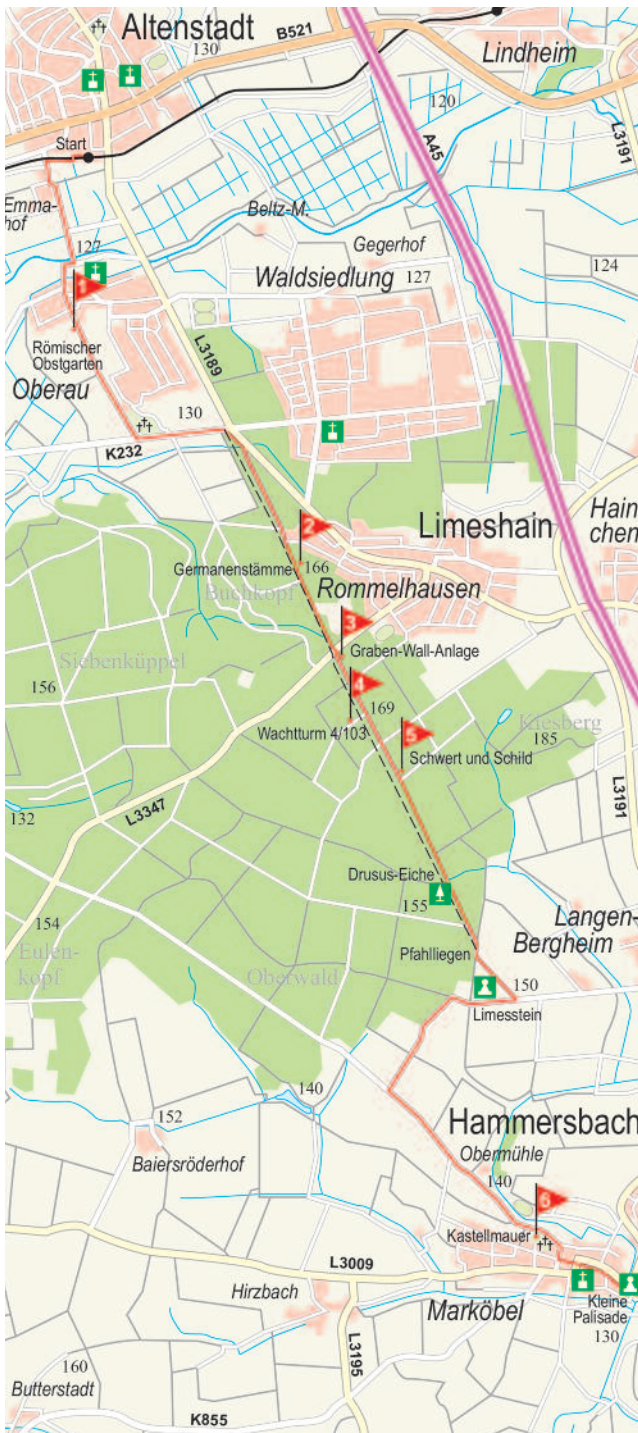 Altenstadt
130
B521
Lindheim
120
L3191
A45
Start
Emma-
hof
Beltz-M.
127
Gegerhof
Waldsiedlung
127
124
1
Römischer
Obstgarten
L3189
Oberau
130
K232
Limeshain
Hain-
chen
2
Germanenstämme
166
Buchkopf
Rommelhausen
3
Graben-Wall-Anlage
Siebenküppel
156
4
169
Wachtturm 4/103
5
Kiesberg
185
Schwert und Schild
132
L3347
L3191
Drusus-Eiche
155
154
Langen-
Bergheim
Eulen-
kopf
Pfahlliegen
Oberwald
150
Limesstein
140
152
Hammersbach
Baiersröderhof
Obermühle
140
6
Kastellmauer
L3009
Hirzbach
Kleine
Palisade
Marköbel
130
L3195
160
Butterstadt
K855